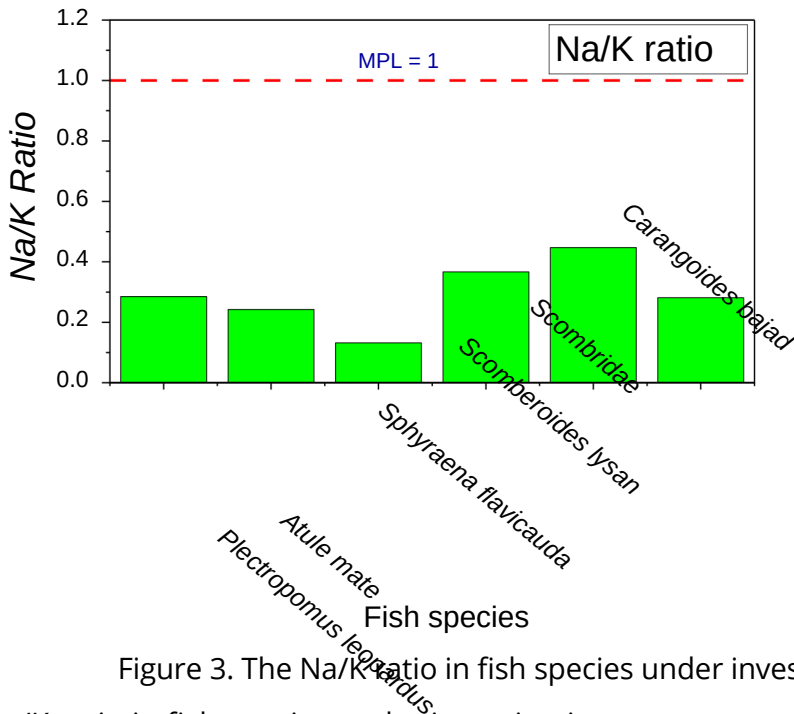 1.2
Na/K ratio
MPL = 1
1.0
0.8
0.6
0.4
0.2
0.0
Na/K Ratio
Carangoides bajad
Scombridae
Scomberoides lysan
Sphyraena flavicauda
Atule mate
Plectropomus leopardus
Fish species
Figure 3. The Na/K ratio in fish species under inves